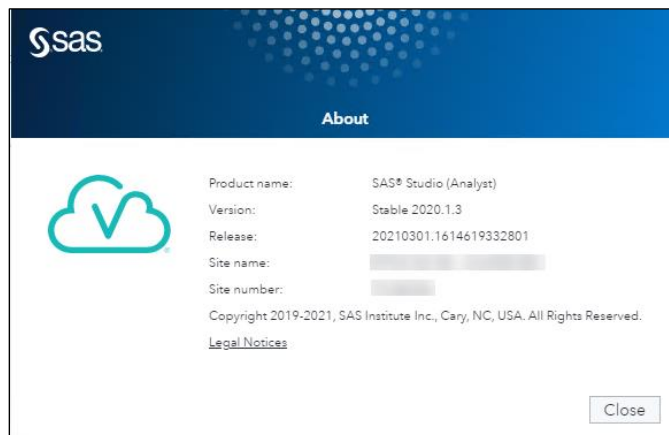 sas
About
Product name: SAS® Studio (Analyst)
Version: Stable 2020.1.3
Release: 20210301.1614619332801
Site name:
Site number:
Copyright 2019-2021, SAS Institute Inc., Cary, NC, USA. All Rights Reserved.
Legal Notices
Close